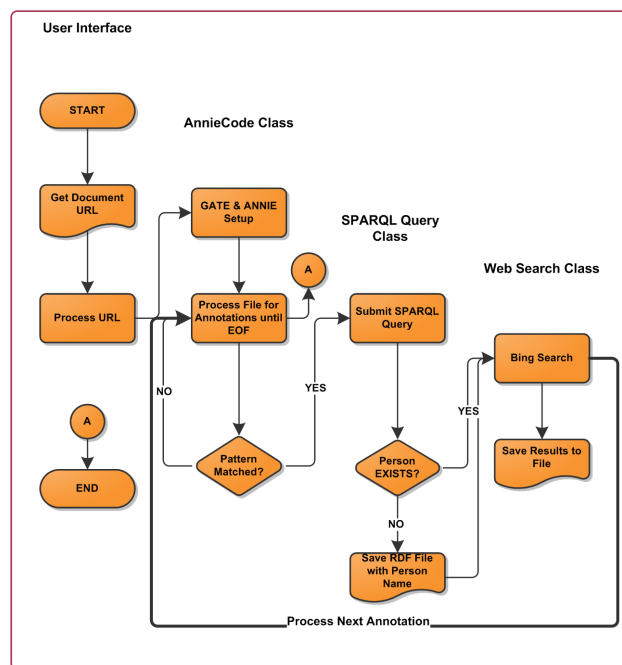 User Interface
START
AnnieCode Class
Get Document
URL
GATE & ANNIE
Setup
SPARQL Query
Class
A
Web Search Class
Process URL
Process File for
Annotations until
EOF
Submit SPARQL
Query
Bing Search
NO
YES
YES
A
Pattern
Matched?
Person
EXISTS?
Save Results to
File
END
NO
Save RDF File
with Person
Name
Process Next Annotation